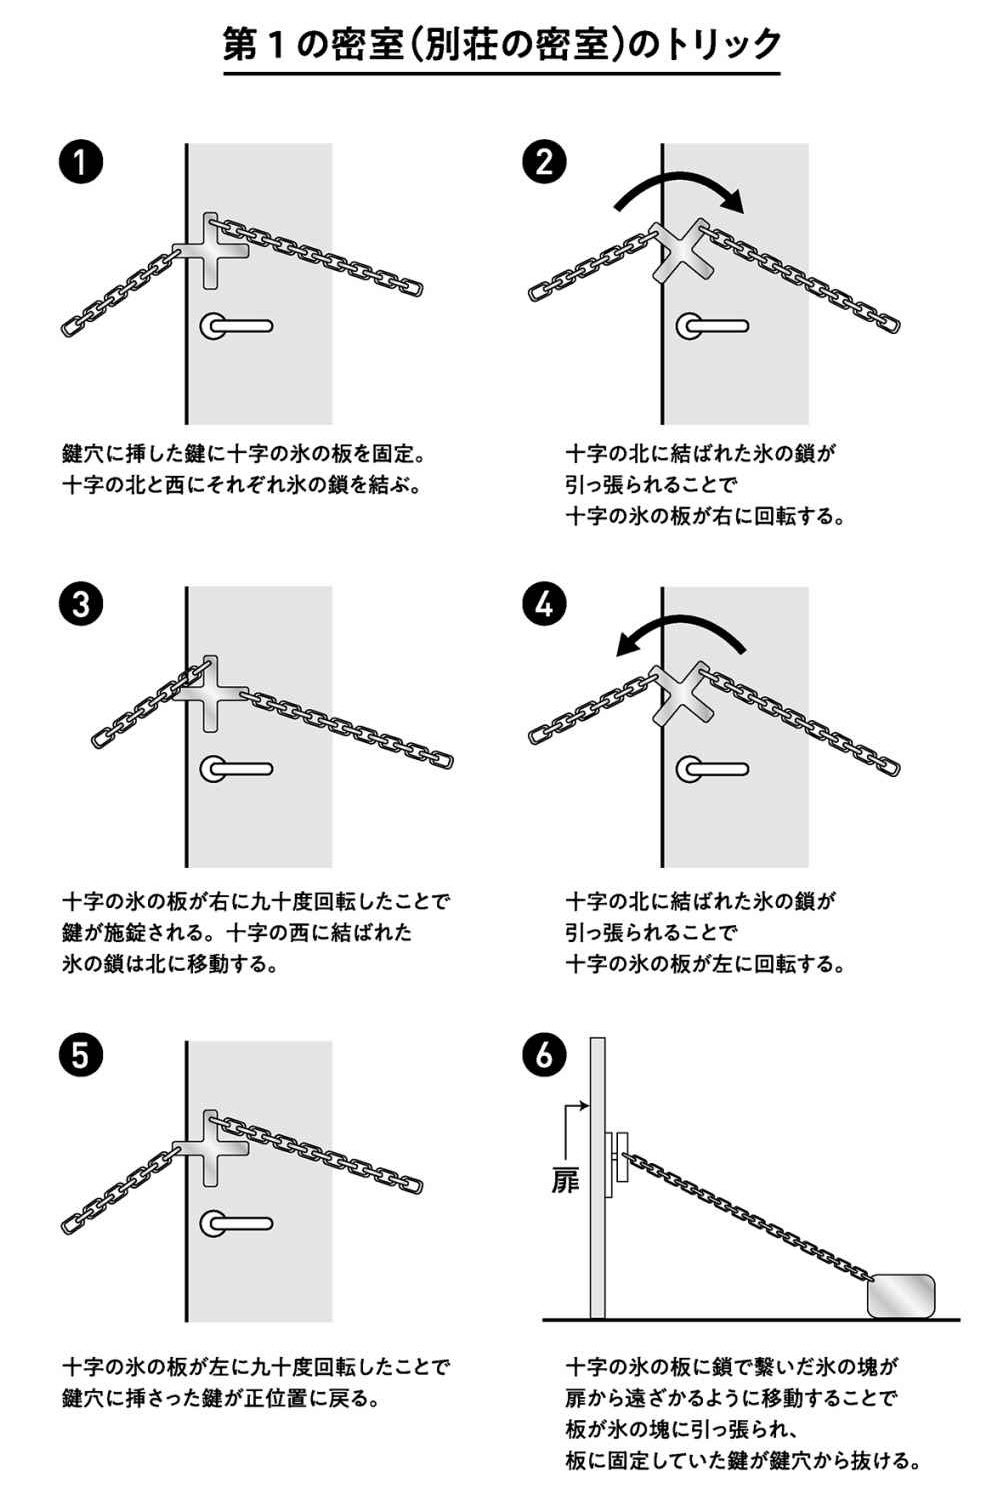 第1の密室(別荘の密室)のトリック
1
鍵穴に挿した鍵に十字の氷の板を固定。
十字の北と西にそれぞれ氷の鎖を結ぶ。
2
十字の北に結ばれた氷の鎖が
引っ張られることで
十字の氷の板が右に回転する。
3
十字の氷の板が右に九十度回転したことで
鍵が施錠される。十字の西に結ばれた
氷の鎖は北に移動する。
4
十字の北に結ばれた氷の鎖が
引っ張られることで
十字の氷の板が左に回転する。
5
十字の氷の板が左に九十度回転したことで
鍵穴に挿さった鍵が正位置に戻る。
6
扉
十字の氷の板に鎖で繫いだ氷の塊が
扉から遠ざかるように移動することで
板が氷の塊に引っ張られ、
板に固定していた鍵が鍵穴から抜ける。